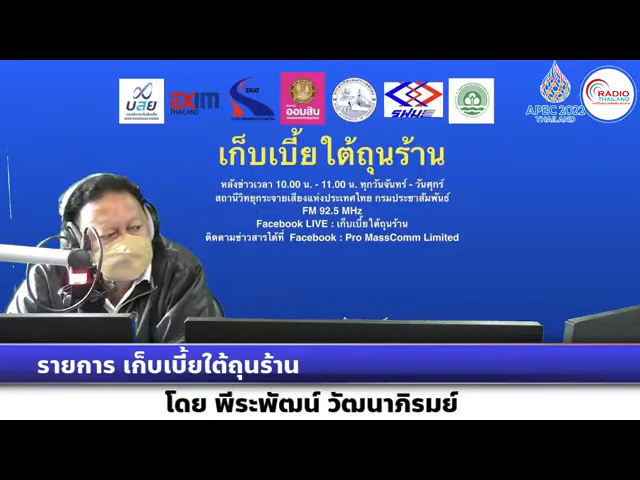 บสย
EXIM
THAILAND
EXAT
ออมสิน
รฟม
APEC 2022
THAILAND
RADIO
THAILAND
เก็บเบี้ยใต้ถุนร้าน
หลังข่าวเวลา 10.00 น. - 11.00 น. ทุกวันจันทร์ - วันศุกร์
สถานีวิทยุกระจายเสียงแห่งประเทศไทย กรมประชาสัมพันธ์
FM 92.5 MHz
Facebook LIVE : เก็บเบี้ยใต้ถุนร้าน
ติดตามข่าวสารได้ที่ Facebook : Pro MassComm Limited
รายการ เก็บเบี้ยใต้ถุนร้าน
โดย พีระพัฒน์ วัฒนาภิรมย์